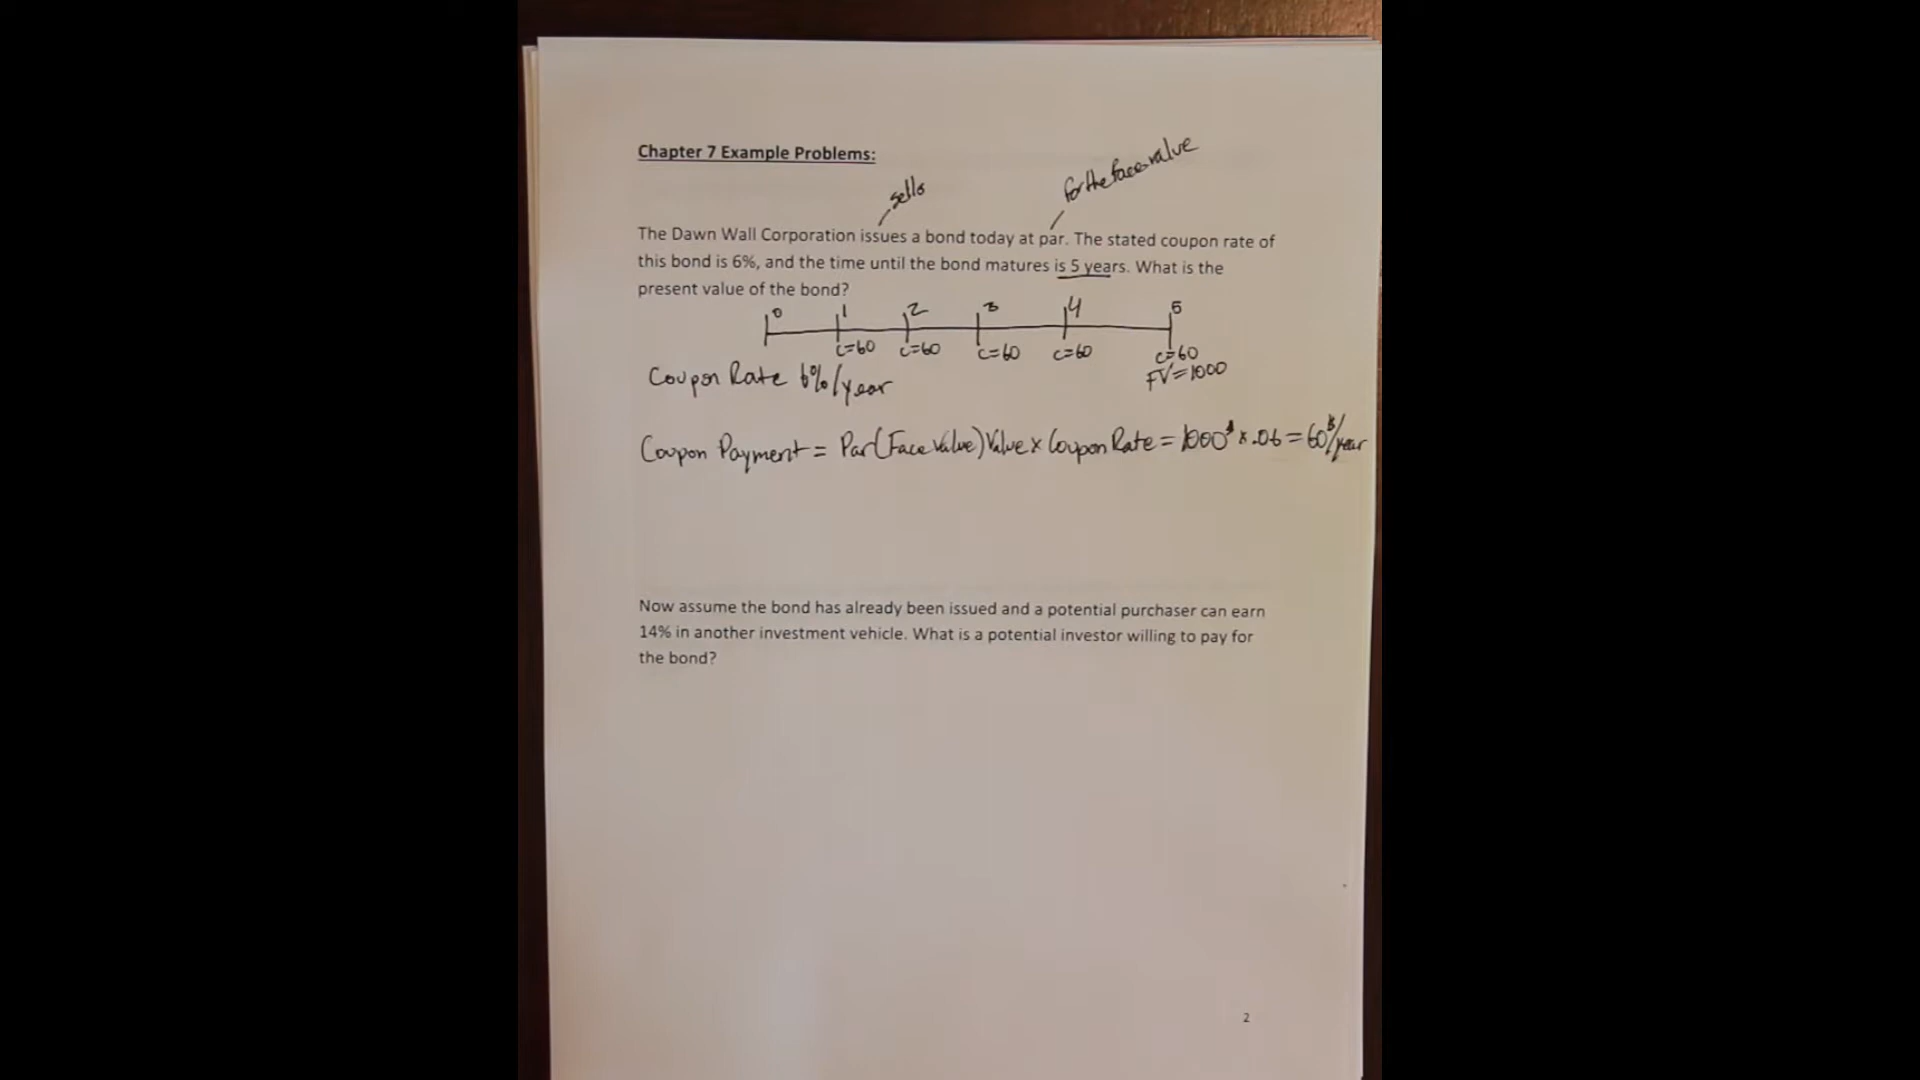 Chapter 7 Example Problems:
sells
for the face value
The Dawn Wall Corporation issues a bond today at par. The stated coupon rate of
this bond is 6%, and the time until the bond matures is 5 years. What is the
present value of the bond?
0 1 2 3 4 5
C=60 C=60 C=60 C=60 C=60
FV=1000
Coupon Rate 6%/year
Coupon Payment = Par(Face Value) Value x Coupon Rate = 1000$ x .06 = 60$/year
Now assume the bond has already been issued and a potential purchaser can earn
14% in another investment vehicle. What is a potential investor willing to pay for
the bond?
2